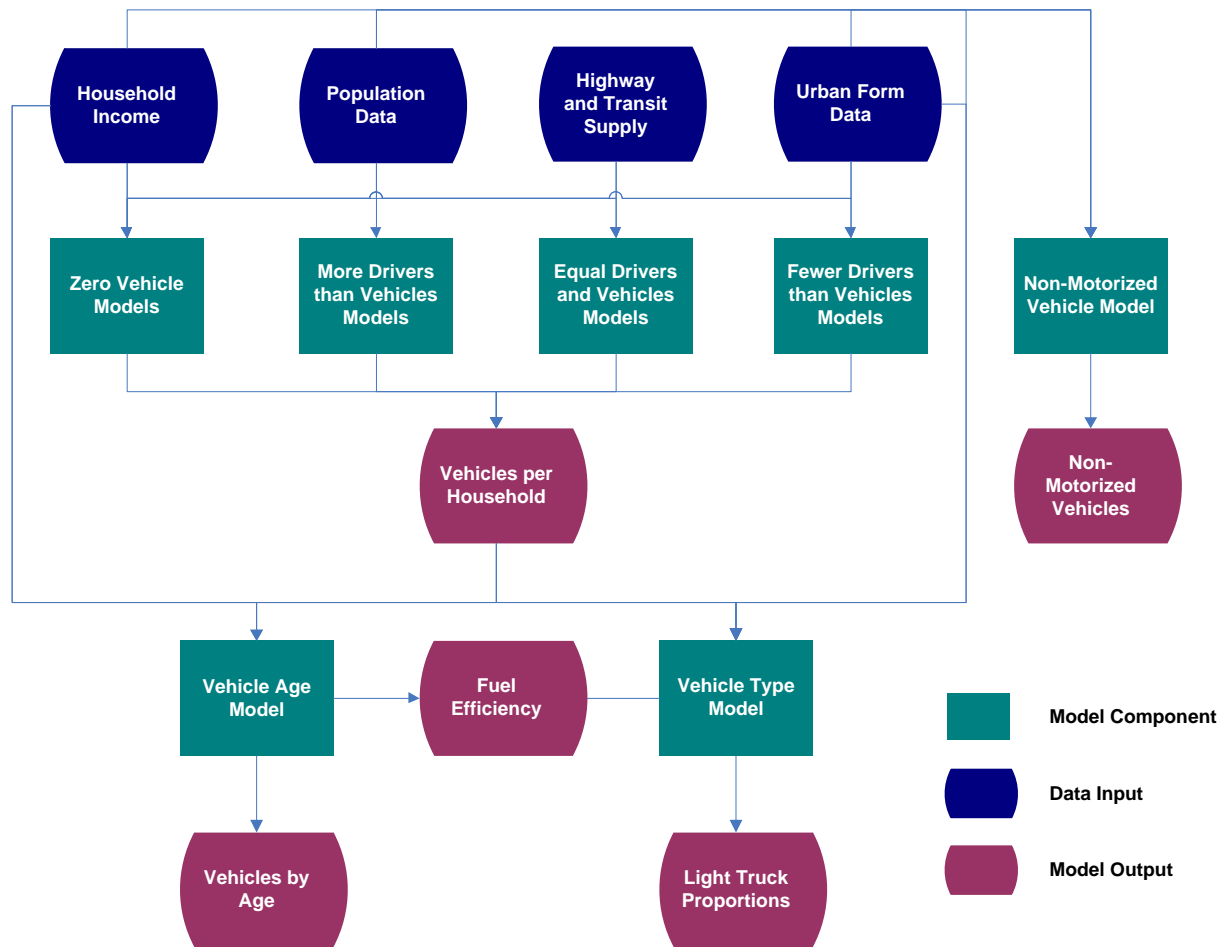 Household
Income
Population
Data
Highway
and Transit
Supply
Urban Form
Data
Zero Vehicle
Models
More Drivers
than Vehicles
Models
Equal Drivers
and Vehicles
Models
Fewer Drivers
than Vehicles
Models
Non-Motorized
Vehicle Model
Vehicles per
Household
Non-
Motorized
Vehicles
Vehicle Age
Model
Fuel
Efficiency
Vehicle Type
Model
Model Component
Data Input
Model Output
Vehicles by
Age
Light Truck
Proportions